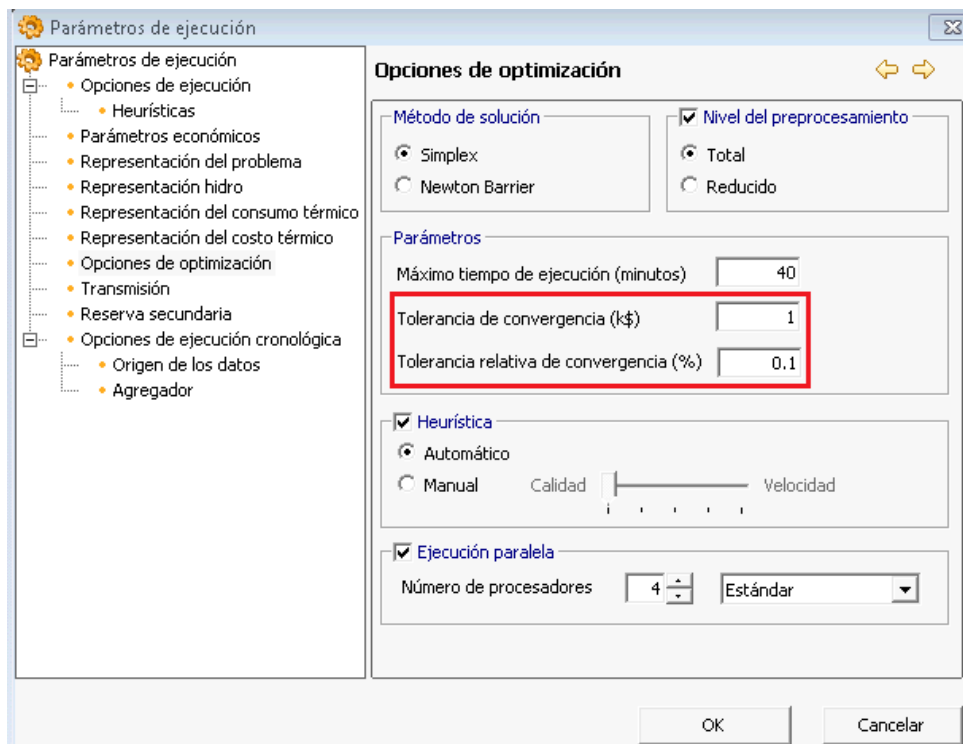 Parámetros de ejecución
Parámetros de ejecución
Opciones de ejecución
Heurísticas
Parámetros económicos
Representación del problema
Representación hidro
Representación del consumo térmico
Representación del costo térmico
Opciones de optimización
Transmisión
Reserva secundaria
Opciones de ejecución cronológica
Origen de los datos
Agregador
Opciones de optimización
Método de solución
Simplex
Newton Barrier
Nivel del preprocesamiento
Total
Reducido
Parámetros
Máximo tiempo de ejecución (minutos) 40
Tolerancia de convergencia (k$) 1
Tolerancia relativa de convergencia (%) 0.1
Heurística
Automático
Manual Calidad Velocidad
Ejecución paralela
Número de procesadores 4 Estándar
OK Cancelar